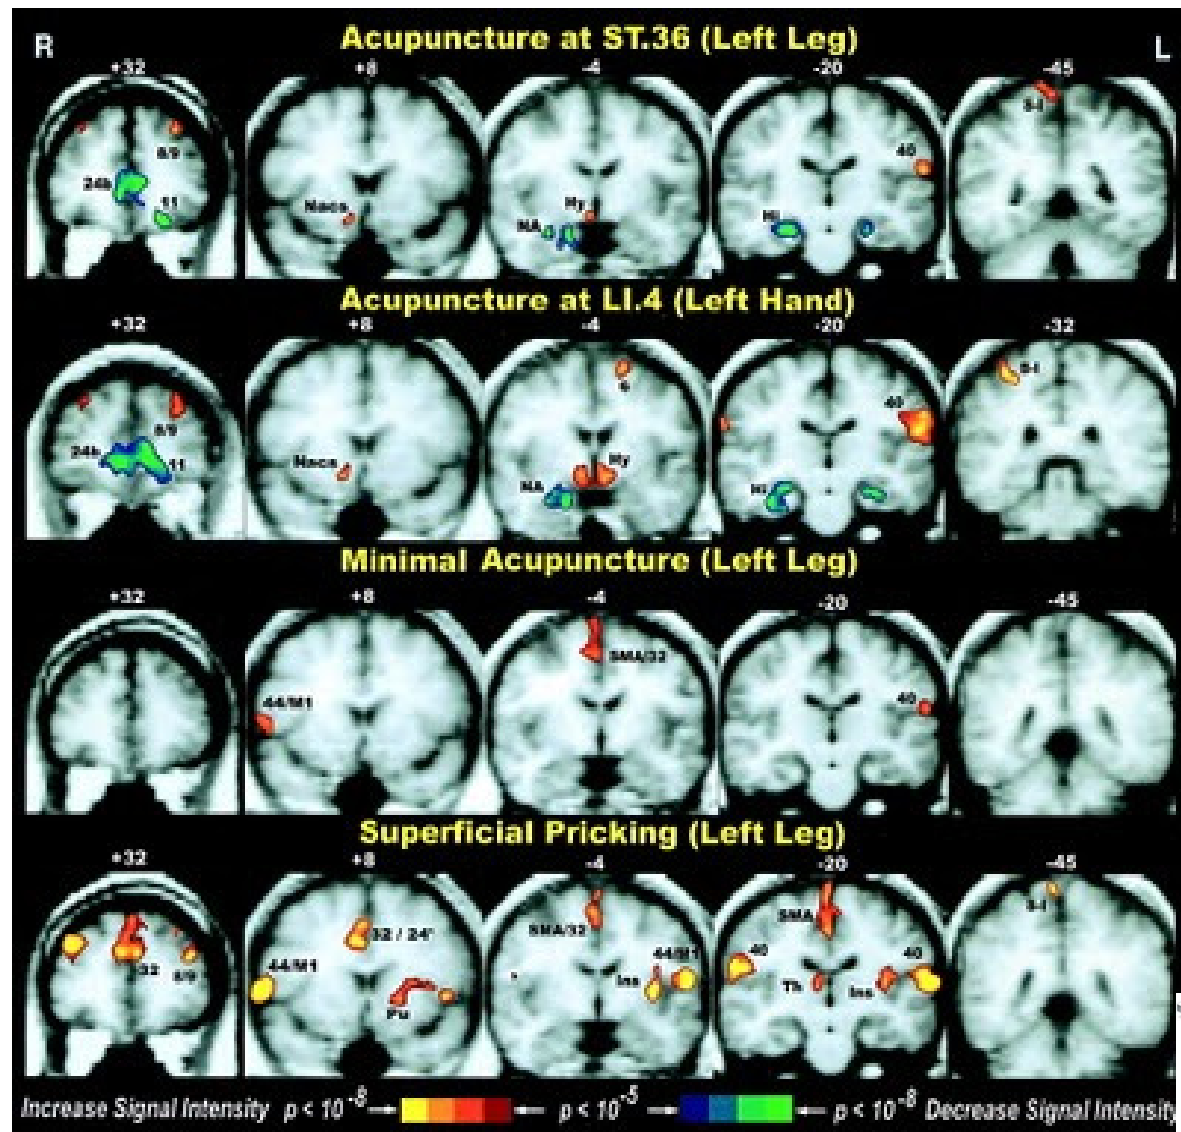 Acupuncture at ST.36 (Left Leg)
R
L
+32
+8
-4
-20
-45
8/9
24b
11
Nacs
Hy
NA
Hi
40
S-I
Acupuncture at LI.4 (Left Hand)
+32
+8
-4
-20
-32
8/9
24b
11
Nacs
6
Hy
NA
40
Hi
S-I
Minimal Acupuncture (Left Leg)
+32
+8
-4
-20
-45
44/M1
SMA/32
40
Superficial Pricking (Left Leg)
+32
+8
-4
-20
-45
32
8/9
32 / 24'
44/M1
Pu
SMA/32
44/M1
Ins
SMA
40
40
Th
Ins
S-I
Increase Signal Intensity p < 10^-8 p < 10^-5 p < 10^-8 Decrease Signal Intensity